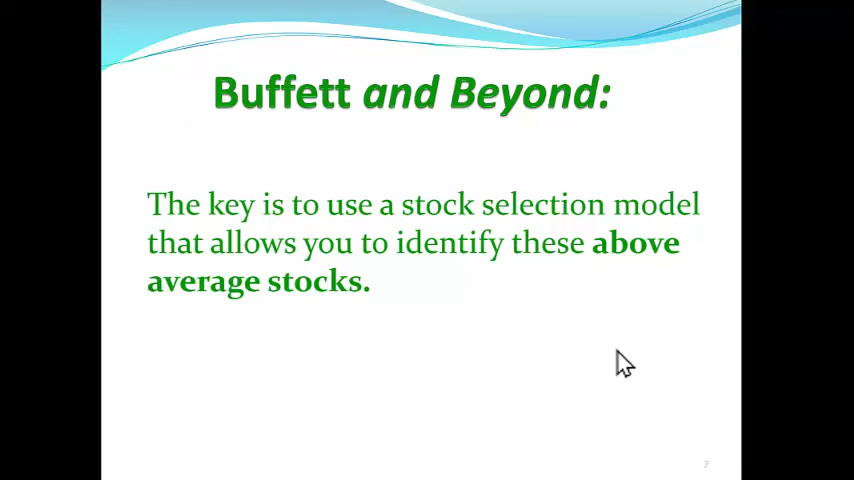 Buffett and Beyond:
The key is to use a stock selection model
that allows you to identify these above
average stocks.